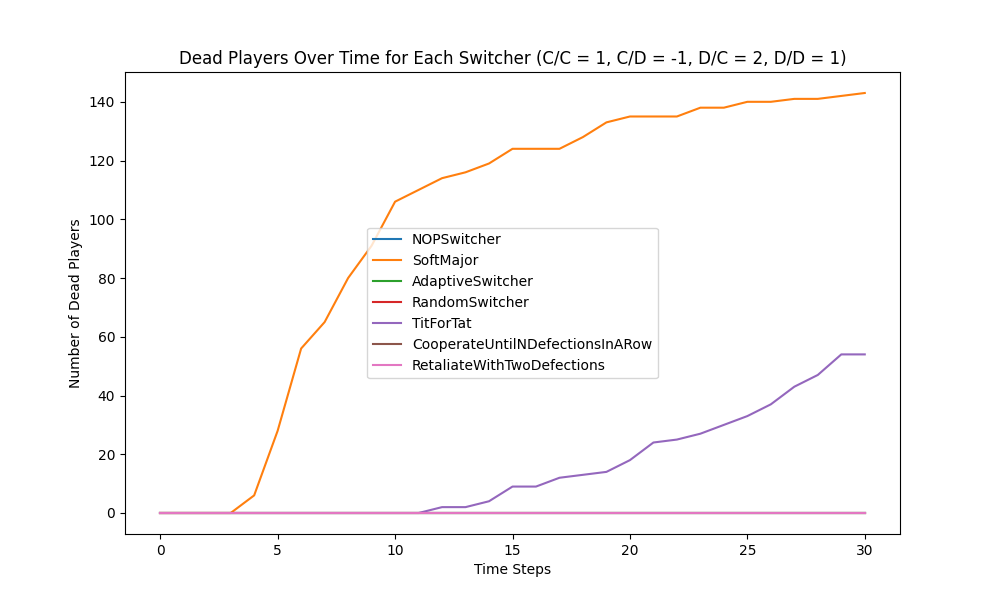 Dead Players Over Time for Each Switcher (C/C = 1, C/D = -1, D/C = 2, D/D = 1)
Number of Dead Players
140
120
100
80
60
40
20
0
NOPSwitcher
SoftMajor
AdaptiveSwitcher
RandomSwitcher
TitForTat
CooperateUntilNDefectionsInARow
RetaliateWithTwoDefections
0 5 10 15 20 25 30
Time Steps